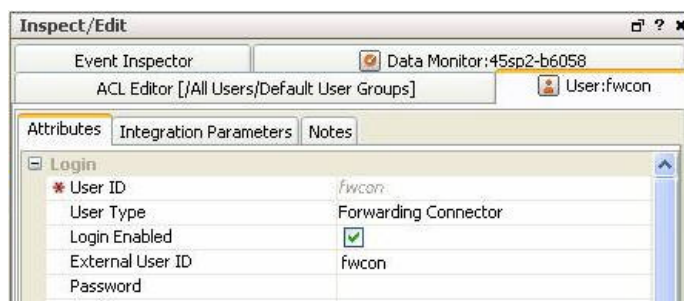 Inspect/Edit
Event Inspector
Data Monitor:45sp2-b6058
ACL Editor [/All Users/Default User Groups]
User:fwcon
Attributes
Integration Parameters
Notes
Login
* User ID fwcon
User Type Forwarding Connector
Login Enabled
External User ID fwcon
Password